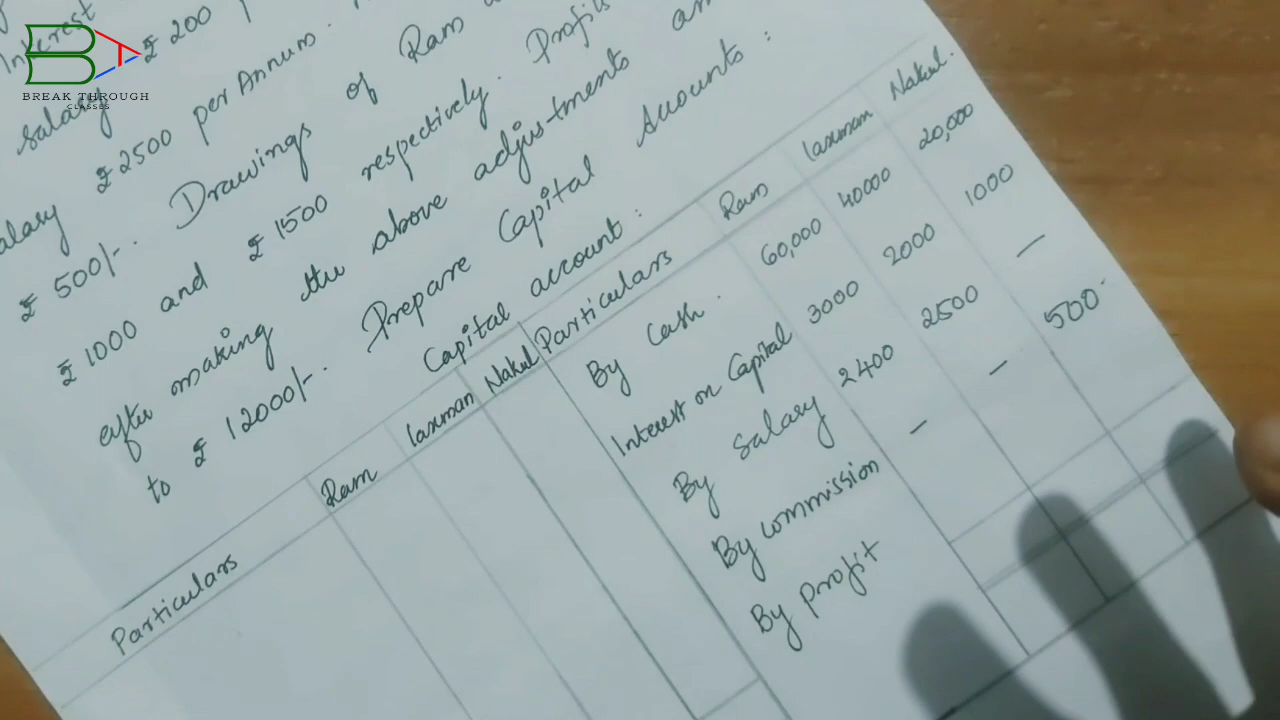 BREAK THROUGH
CLASSES
Interest
salary ₹ 200
salary ₹ 2500 per Annum.
₹ 500/-. Drawings of Ram
₹ 1000 and ₹ 1500 respectively. Profits
after making the above adjustments
to ₹ 12000/-. Prepare Capital Accounts :
Capital account :
Particulars Ram laxman Nakul Particulars Ram laxman Nakul.
By Cash. 60,000 40000 20,000
Interest on Capital 3000 2000 1000
By Salary 2400 2500 —
By commission — — 500
By profit